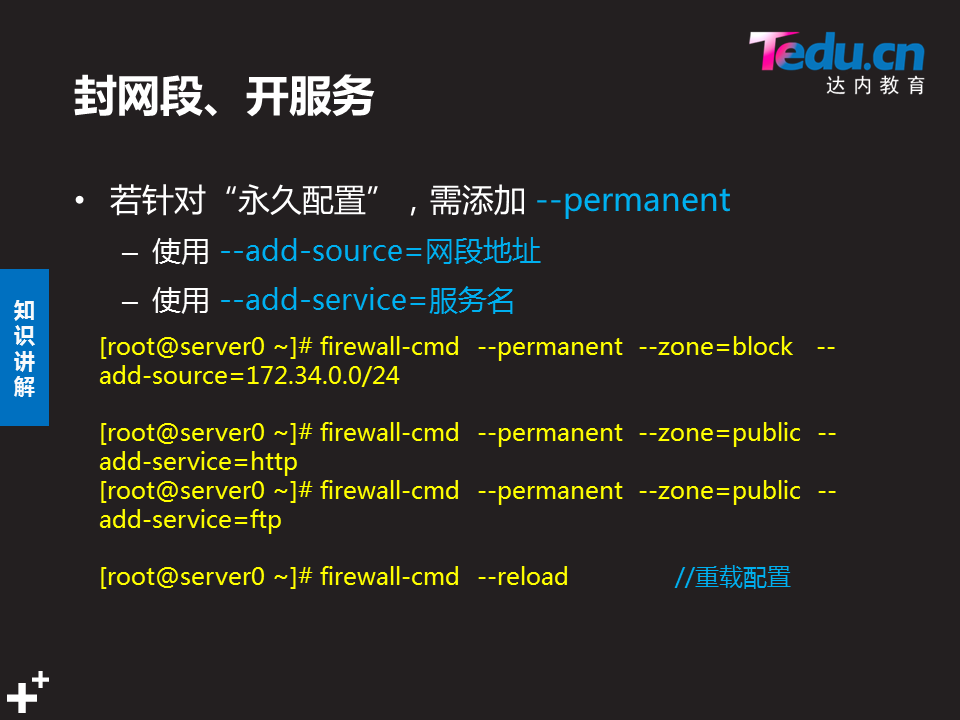 Tedu.cn
达内教育
封网段、开服务
• 若针对“永久配置”，需添加 --permanent
– 使用 --add-source=网段地址
– 使用 --add-service=服务名
知
识
讲
解
[root@server0 ~]# firewall-cmd --permanent --zone=block --
add-source=172.34.0.0/24
[root@server0 ~]# firewall-cmd --permanent --zone=public --
add-service=http
[root@server0 ~]# firewall-cmd --permanent --zone=public --
add-service=ftp
[root@server0 ~]# firewall-cmd --reload //重载配置